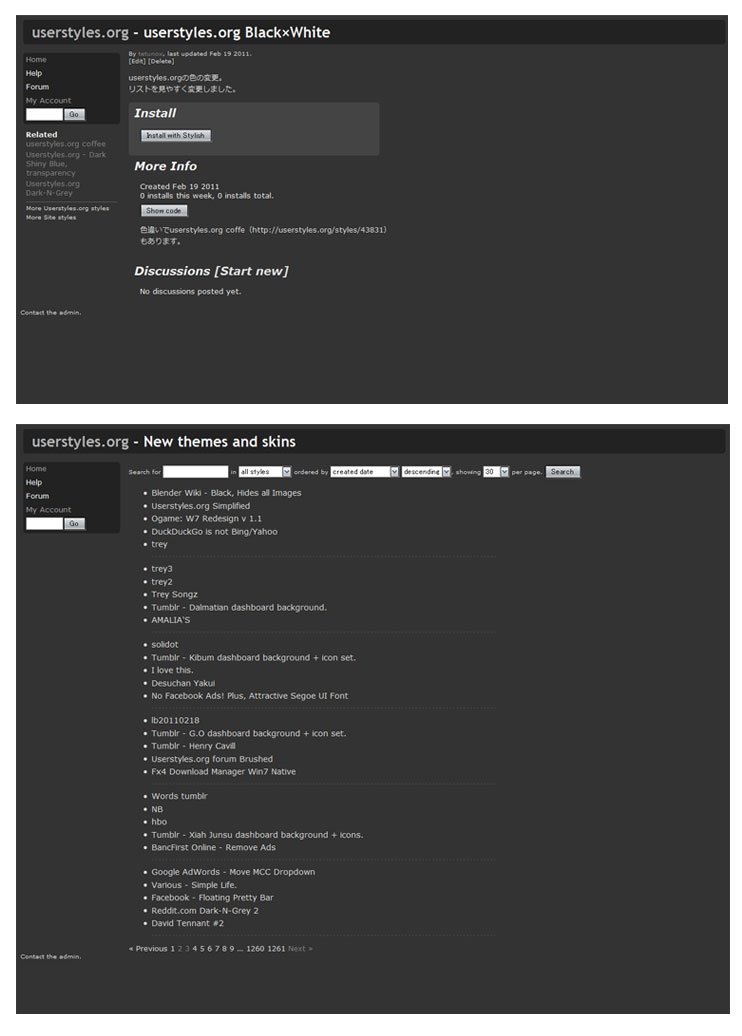 userstyles.org - userstyles.org Black×White
Home
Help
Forum
My Account
Go
Related
userstyles.org coffee
Userstyles.org - Dark
Shiny Blue,
transparency
Userstyles.org
Dark-N-Grey
More Userstyles.org styles
More Site styles
By tetunox, last updated Feb 19 2011.
[Edit] [Delete]
userstyles.orgの色の変更。
リストを見やすく変更しました。
Install
Install with Stylish
More Info
Created Feb 19 2011
0 installs this week, 0 installs total.
Show code
色違いでuserstyles.org coffe（http://userstyles.org/styles/43831）
もあります。
Discussions [Start new]
No discussions posted yet.
Contact the admin.
userstyles.org - New themes and skins
Home
Help
Forum
My Account
Go
Search for in all styles ordered by created date descending, showing 30 per page. Search
• Blender Wiki - Black, Hides all Images
• Userstyles.org Simplified
• Ogame: W7 Redesign v 1.1
• DuckDuckGo is not Bing/Yahoo
• trey
• trey3
• trey2
• Trey Songz
• Tumblr - Dalmatian dashboard background.
• AMALIA'S
• solidot
• Tumblr - Kibum dashboard background + icon set.
• I love this.
• Desuchan Yakui
• No Facebook Ads! Plus, Attractive Segoe UI Font
• lb20110218
• Tumblr - G.O dashboard background + icon set.
• Tumblr - Henry Cavill
• Userstyles.org forum Brushed
• Fx4 Download Manager Win7 Native
• Words tumblr
• NB
• hbo
• Tumblr - Xiah Junsu dashboard background + icons.
• BancFirst Online - Remove Ads
• Google AdWords - Move MCC Dropdown
• Various - Simple Life.
• Facebook - Floating Pretty Bar
• Reddit.com Dark-N-Grey 2
• David Tennant #2
« Previous 1 2 3 4 5 6 7 8 9 ... 1260 1261 Next »
Contact the admin.